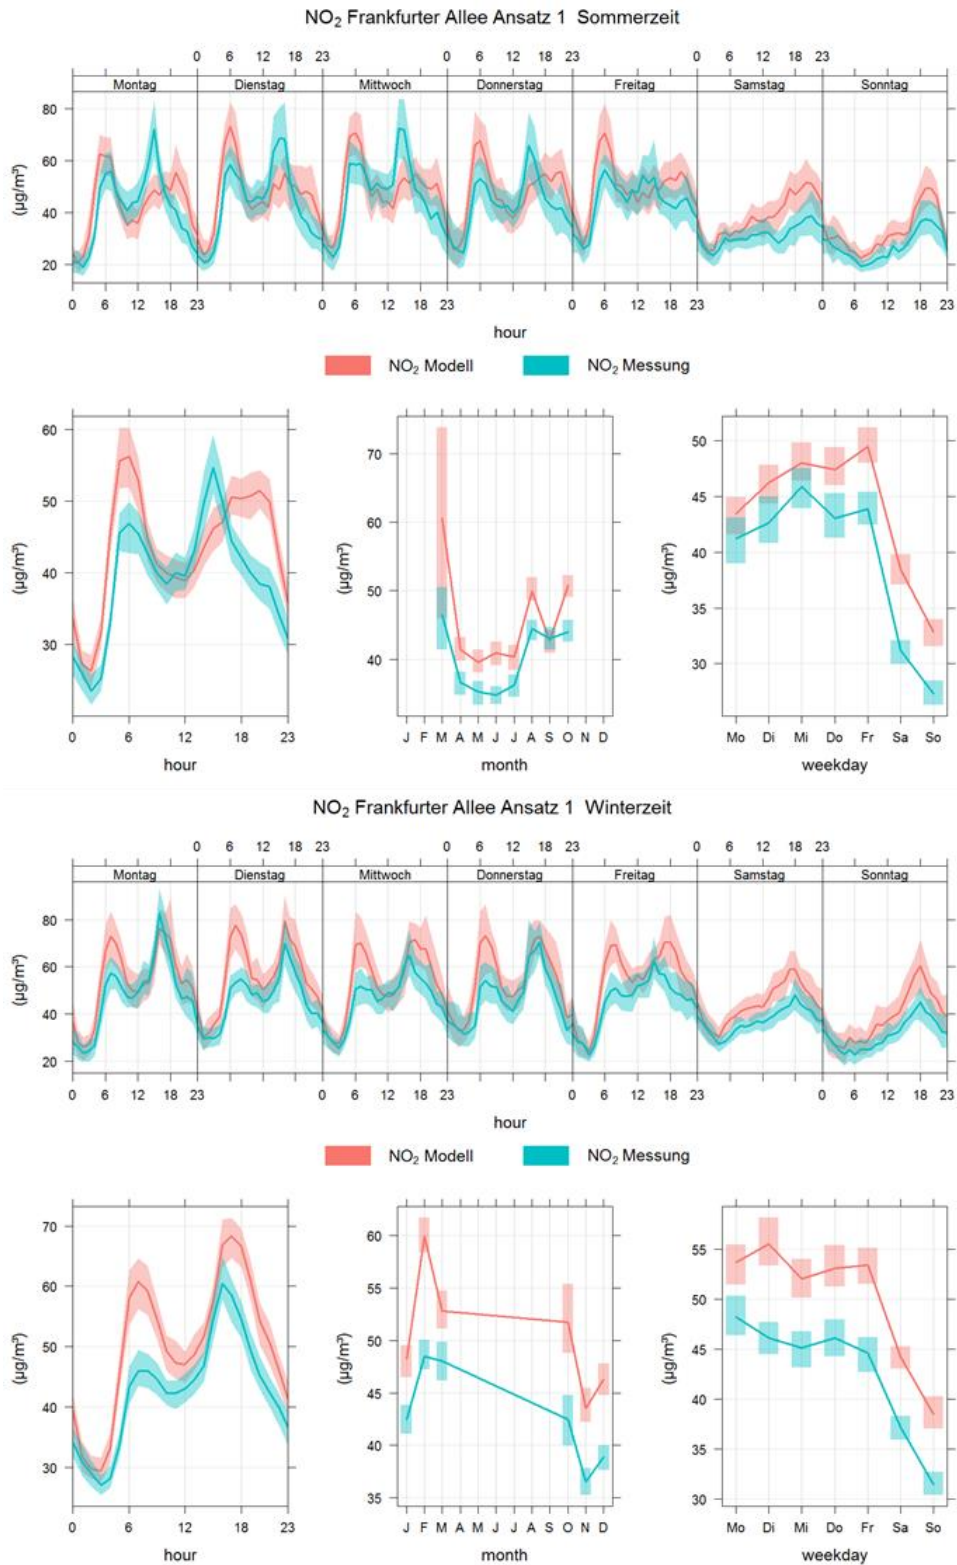 NO₂ Frankfurter Allee Ansatz 1 Sommerzeit
0 6 12 18 23 0 6 12 18 23 0 6 12 18 23
Montag Dienstag Mittwoch Donnerstag Freitag Samstag Sonntag
80
60
40
20
(µg/m³)
0 6 12 18 23 0 6 12 18 23 0 6 12 18 23 0 6 12 18 23
hour
NO₂ Modell NO₂ Messung
60
50
40
30
(µg/m³)
0 6 12 23
hour
70
60
50
40
(µg/m³)
J F M A M J J A S O N D
month
50
45
40
35
30
(µg/m³)
Mo Di Mi Do Fr Sa So
weekday
NO₂ Frankfurter Allee Ansatz 1 Winterzeit
0 6 12 18 23 0 6 12 18 23 0 6 12 18 23
Montag Dienstag Mittwoch Donnerstag Freitag Samstag Sonntag
80
60
40
20
(µg/m³)
0 6 12 18 23 0 6 12 18 23 0 6 12 18 23 0 6 12 18 23
hour
NO₂ Modell NO₂ Messung
70
60
50
40
30
(µg/m³)
0 6 12 23
hour
60
55
50
45
40
35
(µg/m³)
J F M A M J J A S O N D
month
55
50
45
40
35
30
(µg/m³)
Mo Di Mi Do Fr Sa So
weekday